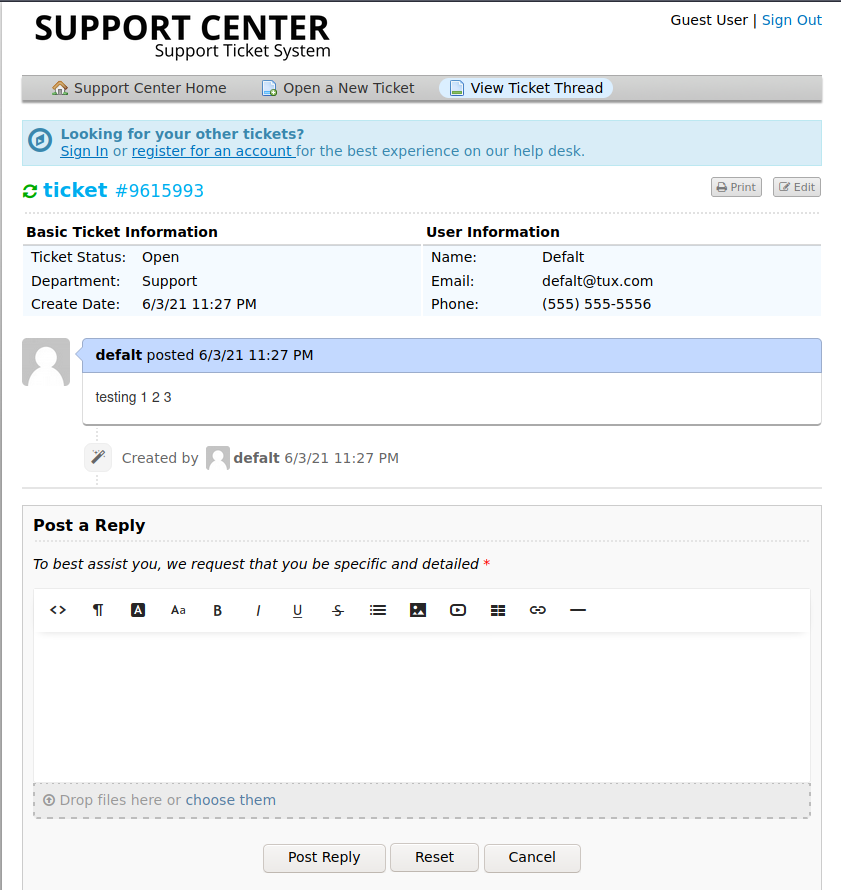 SUPPORT CENTER
Support Ticket System
Guest User | Sign Out
Support Center Home Open a New Ticket View Ticket Thread
Looking for your other tickets?
Sign In or register for an account for the best experience on our help desk.
ticket #9615993 Print Edit
Basic Ticket Information User Information
Ticket Status: Open Name: Defalt
Department: Support Email: defalt@tux.com
Create Date: 6/3/21 11:27 PM Phone: (555) 555-5556
defalt posted 6/3/21 11:27 PM
testing 1 2 3
Created by defalt 6/3/21 11:27 PM
Post a Reply
To best assist you, we request that you be specific and detailed *
<> ¶ A Aa B I U S
Drop files here or choose them
Post Reply Reset Cancel